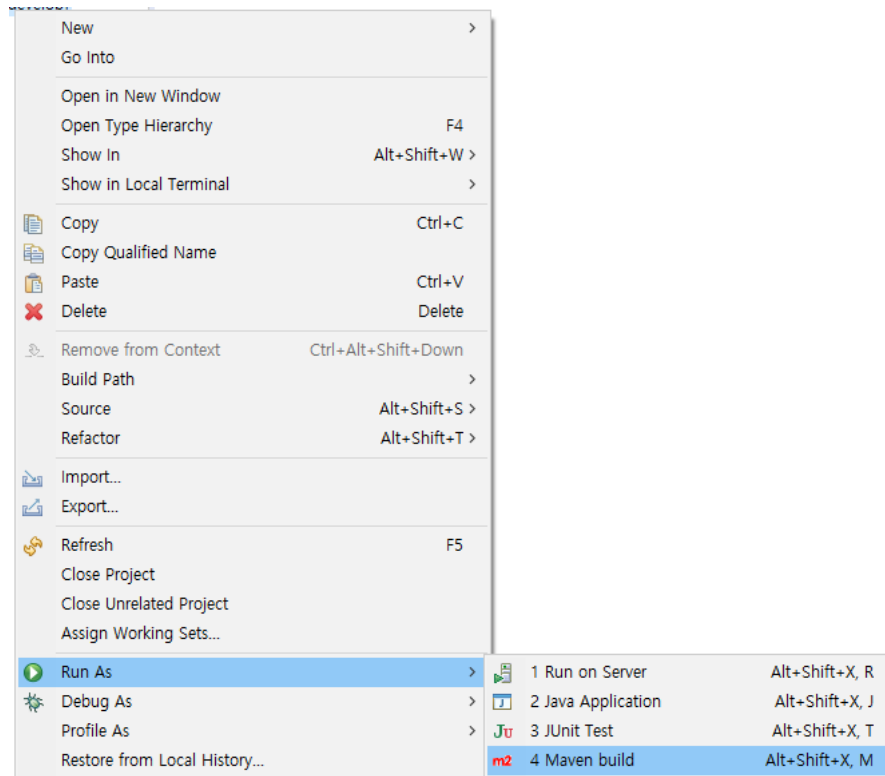 New >
Go Into
Open in New Window
Open Type Hierarchy F4
Show In Alt+Shift+W >
Show in Local Terminal >
Copy Ctrl+C
Copy Qualified Name
Paste Ctrl+V
Delete Delete
Remove from Context Ctrl+Alt+Shift+Down
Build Path >
Source Alt+Shift+S >
Refactor Alt+Shift+T >
Import...
Export...
Refresh F5
Close Project
Close Unrelated Project
Assign Working Sets...
Run As >
Debug As >
Profile As >
Restore from Local History...
1 Run on Server Alt+Shift+X, R
J 2 Java Application Alt+Shift+X, J
JU 3 JUnit Test Alt+Shift+X, T
m2 4 Maven build Alt+Shift+X, M